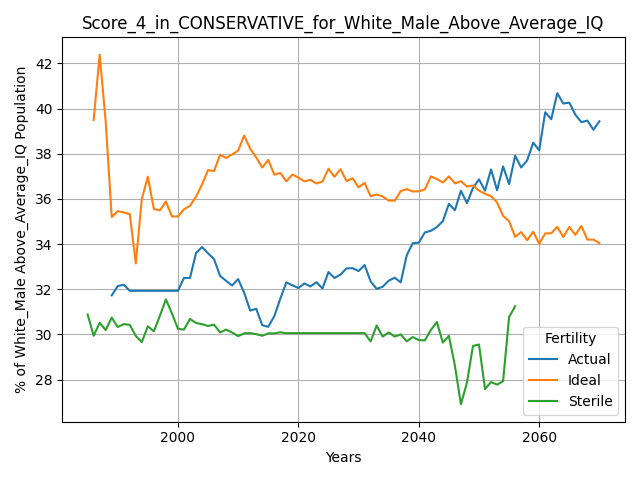 Score_4_in_CONSERVATIVE_for_White_Male_Above_Average_IQ
% of White_Male Above_Average_IQ Population
42
40
38
36
34
32
30
28
2000
2020
2040
2060
Years
Fertility
Actual
Ideal
Sterile